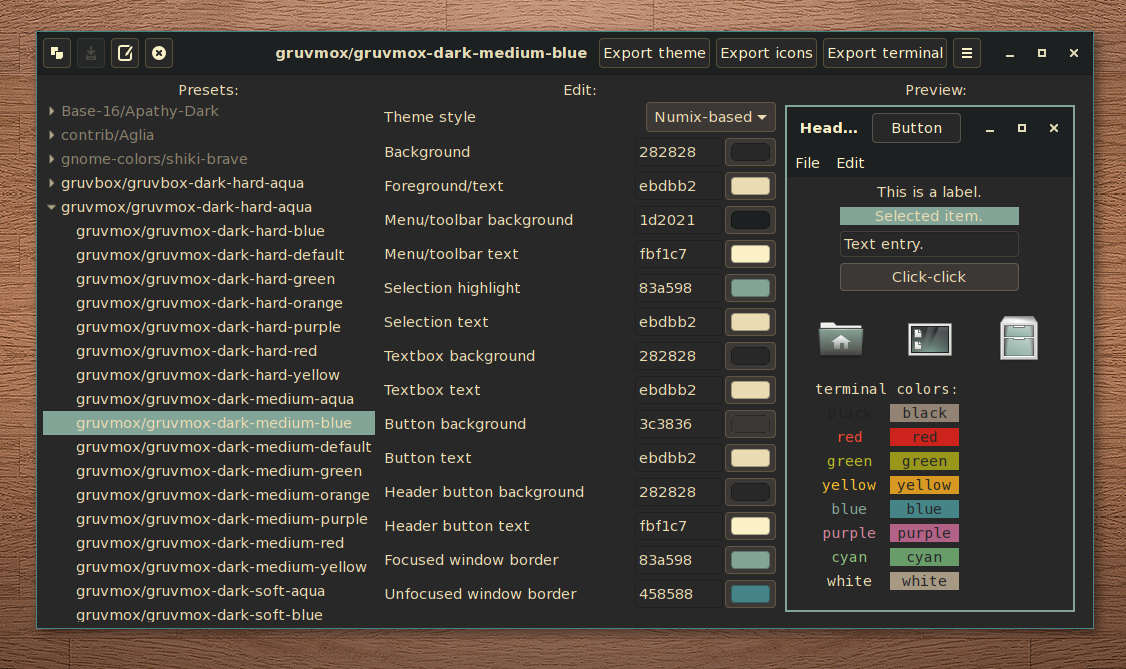 gruvmox/gruvmox-dark-medium-blue Export theme Export icons Export terminal
Presets:
Base-16/Apathy-Dark
contrib/Aglia
gnome-colors/shiki-brave
gruvbox/gruvbox-dark-hard-aqua
gruvmox/gruvmox-dark-hard-aqua
gruvmox/gruvmox-dark-hard-blue
gruvmox/gruvmox-dark-hard-default
gruvmox/gruvmox-dark-hard-green
gruvmox/gruvmox-dark-hard-orange
gruvmox/gruvmox-dark-hard-purple
gruvmox/gruvmox-dark-hard-red
gruvmox/gruvmox-dark-hard-yellow
gruvmox/gruvmox-dark-medium-aqua
gruvmox/gruvmox-dark-medium-blue
gruvmox/gruvmox-dark-medium-default
gruvmox/gruvmox-dark-medium-green
gruvmox/gruvmox-dark-medium-orange
gruvmox/gruvmox-dark-medium-purple
gruvmox/gruvmox-dark-medium-red
gruvmox/gruvmox-dark-medium-yellow
gruvmox/gruvmox-dark-soft-aqua
gruvmox/gruvmox-dark-soft-blue
Edit:
Theme style Numix-based
Background 282828
Foreground/text ebdbb2
Menu/toolbar background 1d2021
Menu/toolbar text fbf1c7
Selection highlight 83a598
Selection text ebdbb2
Textbox background 282828
Textbox text ebdbb2
Button background 3c3836
Button text ebdbb2
Header button background 282828
Header button text fbf1c7
Focused window border 83a598
Unfocused window border 458588
Preview:
Head... Button
File Edit
This is a label.
Selected item.
Text entry.
Click-click
terminal colors:
black black
red red
green green
yellow yellow
blue blue
purple purple
cyan cyan
white white